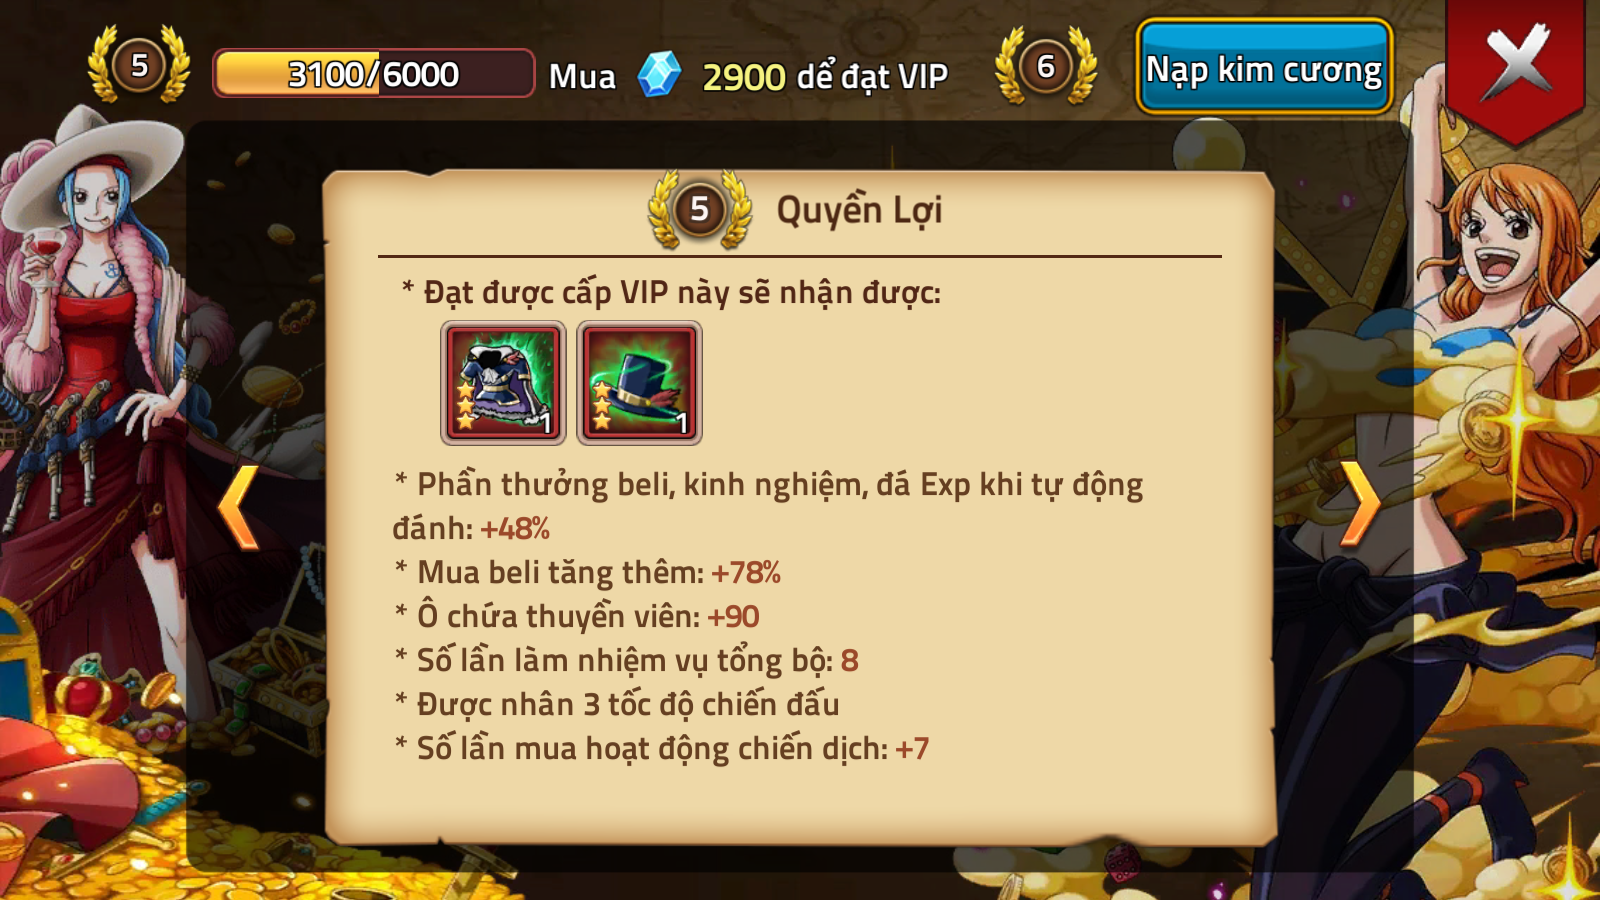 5 3100/6000 Mua 2900 dể đạt VIP 6 Nạp kim cương
5 Quyền Lợi
* Đạt được cấp VIP này sẽ nhận được:
1 1
* Phần thưởng beli, kinh nghiệm, đá Exp khi tự động
đánh: +48%
* Mua beli tăng thêm: +78%
* Ô chứa thuyền viên: +90
* Số lần làm nhiệm vụ tổng bộ: 8
* Được nhân 3 tốc độ chiến đấu
* Số lần mua hoạt động chiến dịch: +7